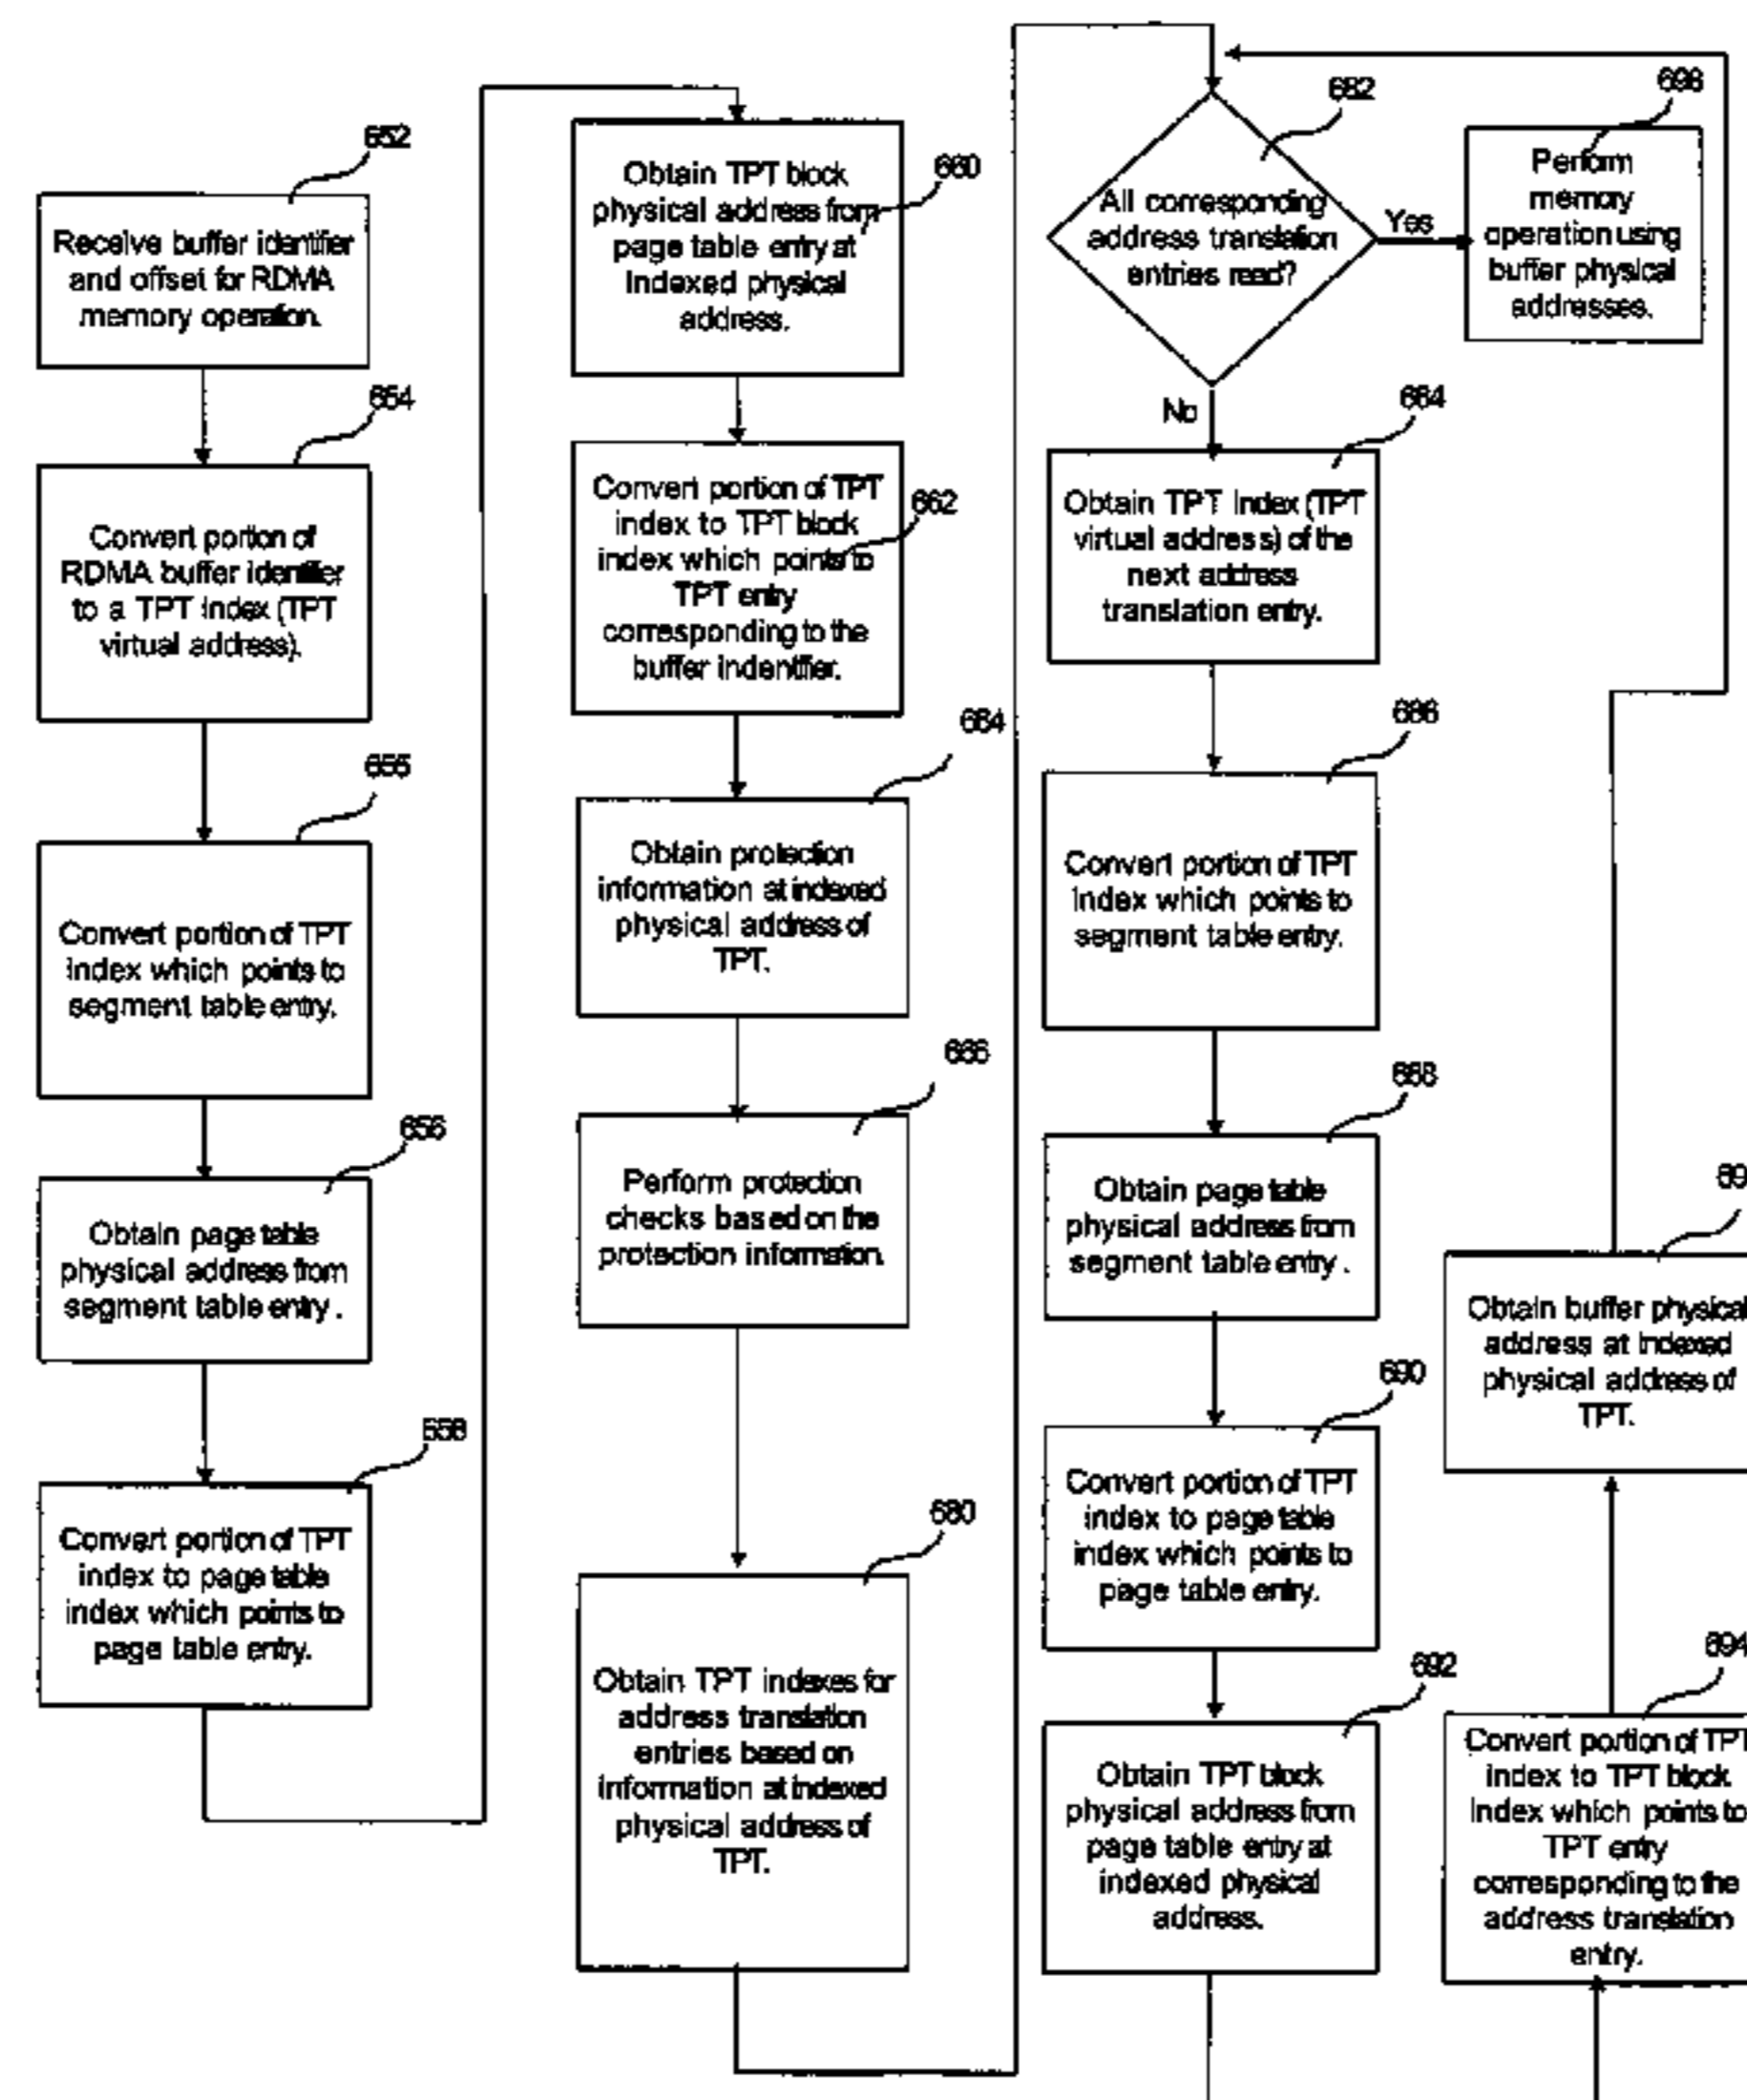 652
Receive buffer identifier
and offset for RDMA
memory operation.
654
Convert portion of
RDMA buffer identifier
to a TPT Index (TPT
virtual address).
655
Convert portion of TPT
Index which points to
segment table entry.
656
Obtain page table
physical address from
segment table entry .
658
Convert portion of TPT
index to page table
index which points to
page table entry.
660
Obtain TPT block
physical address from
page table entry at
Indexed physical
address.
662
Convert portion of TPT
index to TPT block
index which points to
TPT entry
corresponding to the
buffer indentifier.
664
Obtain protection
information at indexed
physical address of
TPT.
666
Perform protection
checks based on the
protection information.
680
Obtain TPT indexes for
address translation
entries based on
information at indexed
physical address of
TPT.
682
All corresponding
address translation
entries read?
Yes
No
698
Perform
memory
operation using
buffer physical
addresses.
684
Obtain TPT Index (TPT
virtual address) of the
next address
translation entry.
686
Convert portion of TPT
Index which points to
segment table entry.
688
Obtain page table
physical address from
segment table entry .
690
Convert portion of TPT
index to page table
index which points to
page table entry.
692
Obtain TPT block
physical address from
page table entry at
indexed physical
address.
694
Convert portion of TPT
index to TPT block
Index which points to
TPT entry
corresponding to the
address translation
entry.
Obtain buffer physical
address at Indexed
physical address of
TPT.